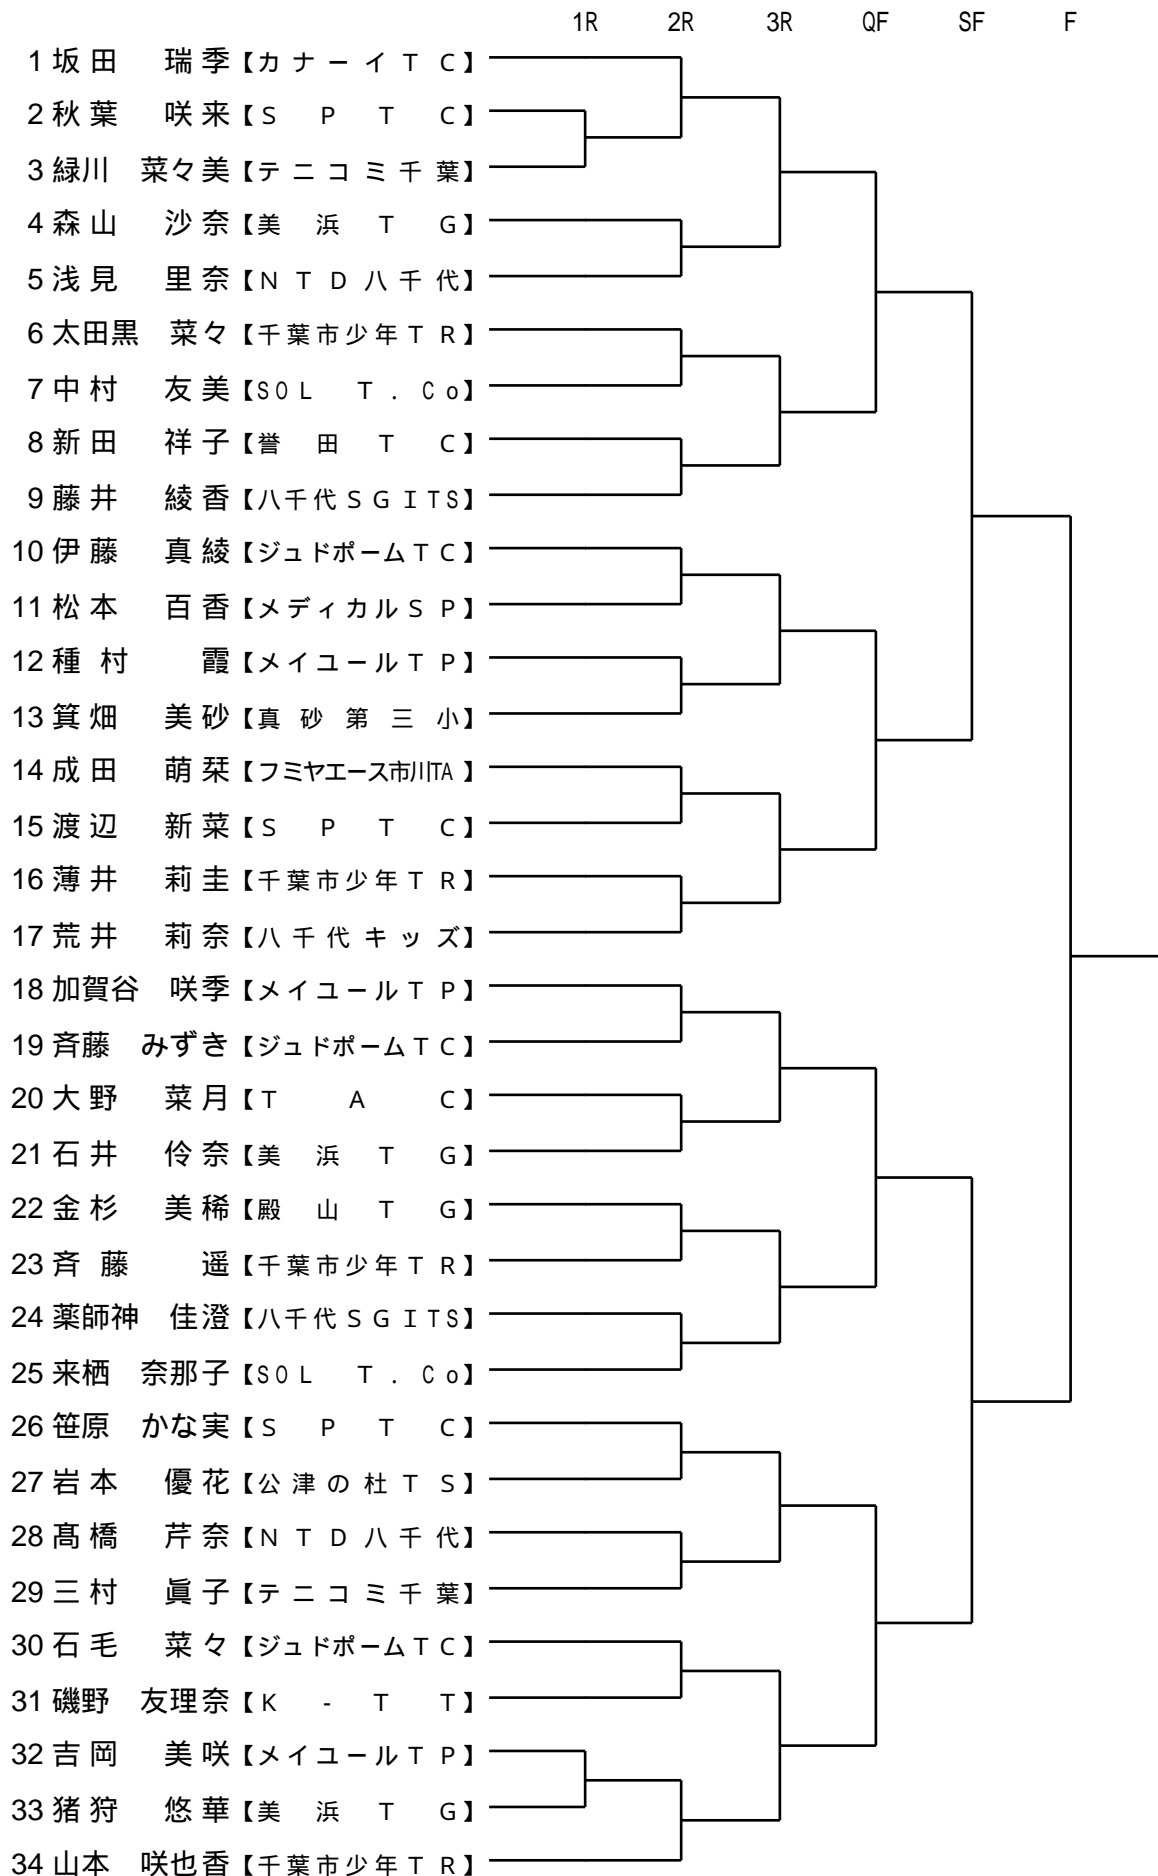 1R 2R 3R QF SF F
1 坂田 瑞季【カナーイTC】
2 秋葉 咲来【SPTC】
3 緑川 菜々美【テニコミ千葉】
4 森山 沙奈【美浜TG】
5 浅見 里奈【NTD八千代】
6 太田黒 菜々【千葉市少年TR】
7 中村 友美【SOL T.Co】
8 新田 祥子【誉田TC】
9 藤井 綾香【八千代SGITS】
10 伊藤 真綾【ジュドポームTC】
11 松本 百香【メディカルSP】
12 種村 霞【メイユールTP】
13 箕畑 美砂【真砂第三小】
14 成田 萌栞【フミヤエース市川TA】
15 渡辺 新菜【SPTC】
16 薄井 莉圭【千葉市少年TR】
17 荒井 莉奈【八千代キッズ】
18 加賀谷 咲季【メイユールTP】
19 斉藤 みずき【ジュドポームTC】
20 大野 菜月【TAC】
21 石井 伶奈【美浜TG】
22 金杉 美稀【殿山TG】
23 斉藤 遥【千葉市少年TR】
24 薬師神 佳澄【八千代SGITS】
25 来栖 奈那子【SOL T.Co】
26 笹原 かな実【SPTC】
27 岩本 優花【公津の杜TS】
28 髙橋 芹奈【NTD八千代】
29 三村 眞子【テニコミ千葉】
30 石毛 菜々【ジュドポームTC】
31 磯野 友理奈【K-TT】
32 吉岡 美咲【メイユールTP】
33 猪狩 悠華【美浜TG】
34 山本 咲也香【千葉市少年TR】